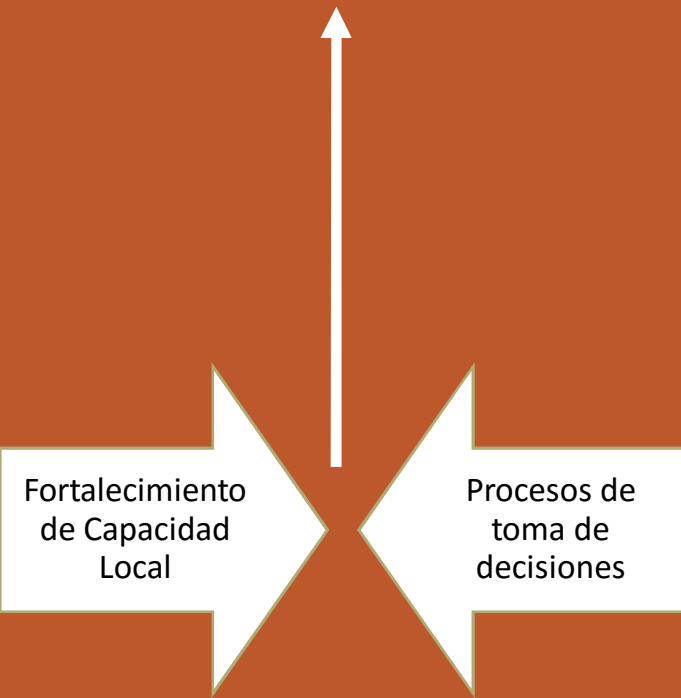 Fortalecimiento
de Capacidad
Local
Procesos de
toma de
decisiones